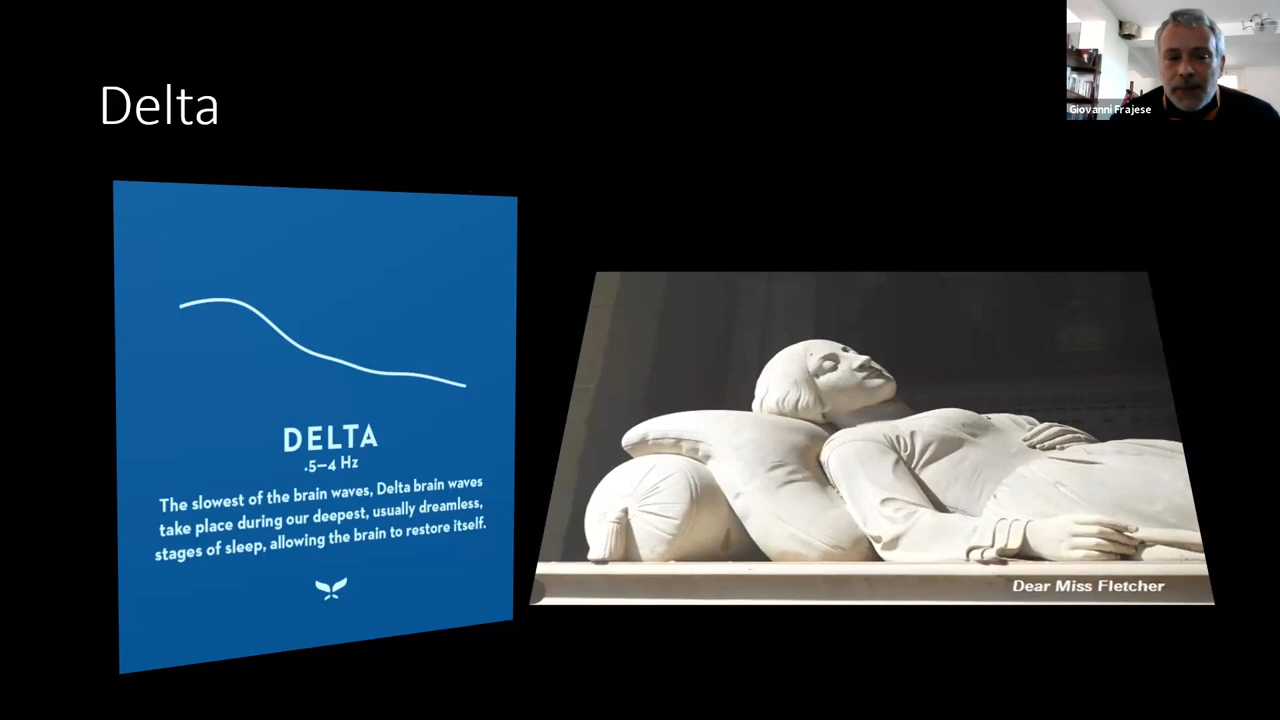 Delta
Giovanni Frajese
DELTA
.5–4 Hz
The slowest of the brain waves, Delta brain waves
take place during our deepest, usually dreamless,
stages of sleep, allowing the brain to restore itself.
Dear Miss Fletcher